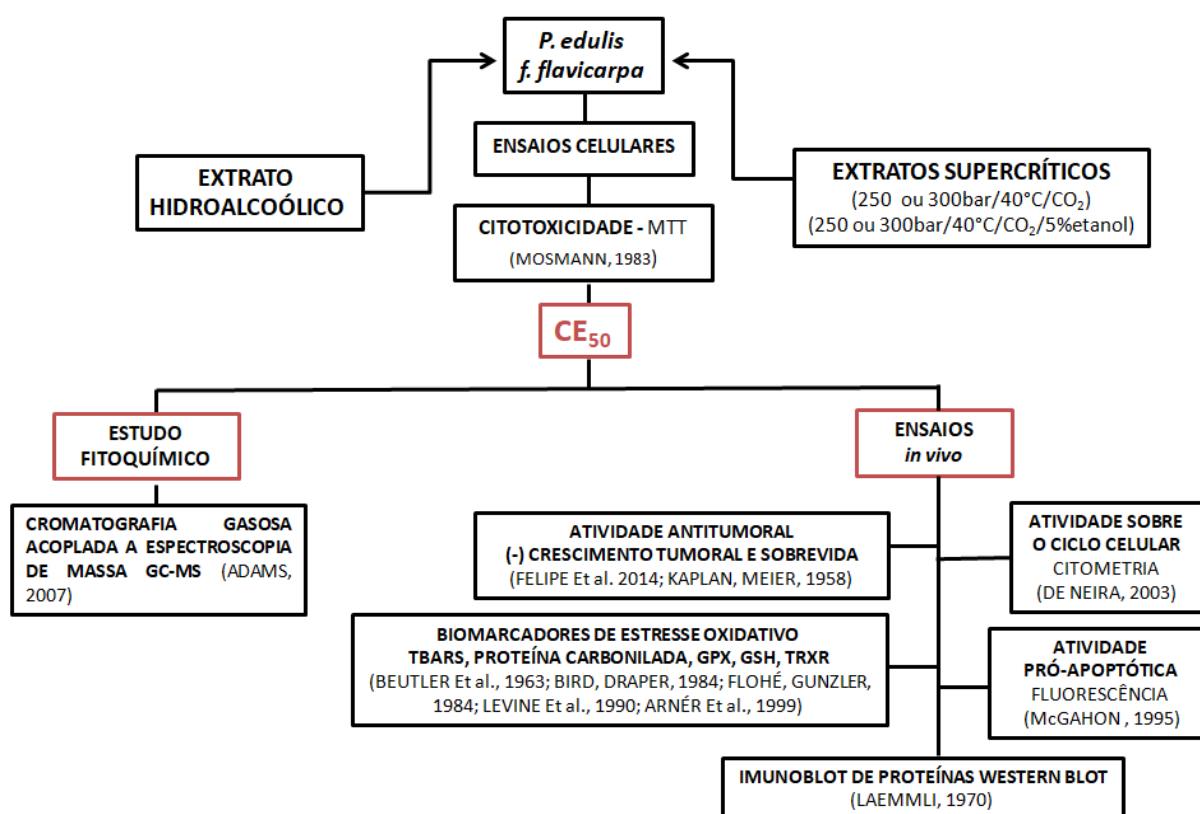 P. edulis
f. flavicarpa
ENSAIOS CELULARES
EXTRATO
HIDROALCOÓLICO
EXTRATOS SUPERCRÍTICOS
(250 ou 300bar/40°C/CO₂)
(250 ou 300bar/40°C/CO₂/5%etanol)
CITOTOXICIDADE - MTT
(MOSMANN, 1983)
CE₅₀
ESTUDO
FITOQUÍMICO
ENSAIOS
in vivo
CROMATOGRAFIA GASOSA
ACOPLADA A ESPECTROSCOPIA
DE MASSA GC-MS (ADAMS,
2007)
ATIVIDADE ANTITUMORAL
(-) CRESCIMENTO TUMORAL E SOBREVIDA
(FELIPE Et al. 2014; KAPLAN, MEIER, 1958)
ATIVIDADE SOBRE
O CICLO CELULAR
CITOMETRIA
(DE NEIRA, 2003)
BIOMARCADORES DE ESTRESSE OXIDATIVO
TBARS, PROTEÍNA CARBONILADA, GPX, GSH, TRXR
(BEUTLER Et al., 1963; BIRD, DRAPER, 1984; FLOHÉ, GUNZLER,
1984; LEVINE Et al., 1990; ARNÉR Et al., 1999)
ATIVIDADE
PRÓ-APOPTÓTICA
FLUORESCÊNCIA
(McGAHON , 1995)
IMUNOBLOT DE PROTEÍNAS WESTERN BLOT
(LAEMMLI, 1970)